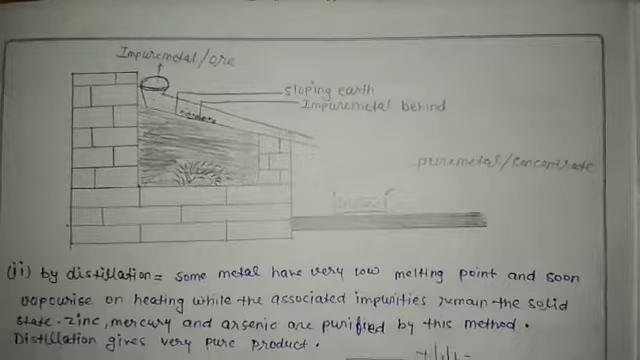 Impuremetal/ore
Sloping earth
Impuremetal behind
puremetal/concentrate
(ii) by distillation = some metal have very low melting point and soon
vapourise on heating while the associated impurities remain the solid
state. Zinc, mercury and arsenic are purified by this method.
Distillation gives very pure product.